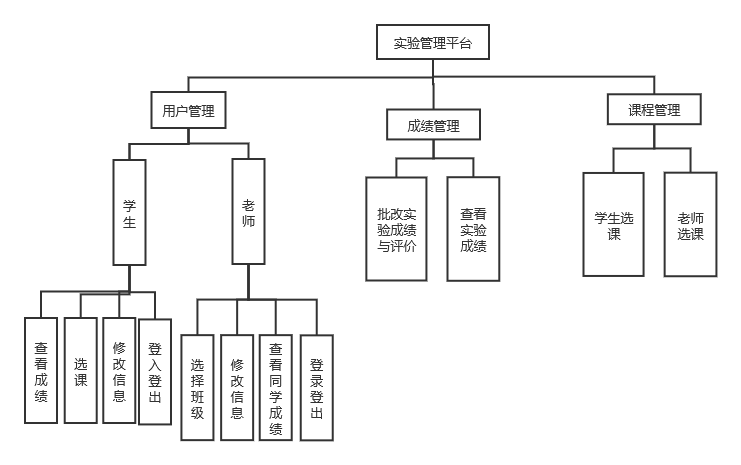 实验管理平台
用户管理
成绩管理
课程管理
学
生
老
师
批改实
验成绩
与评价
查看
实验
成绩
学生选
课
老师
选课
查
看
成
绩
选
课
修
改
信
息
登
入
登
出
选
择
班
级
修
改
信
息
查
看
同
学
成
绩
登
录
登
出